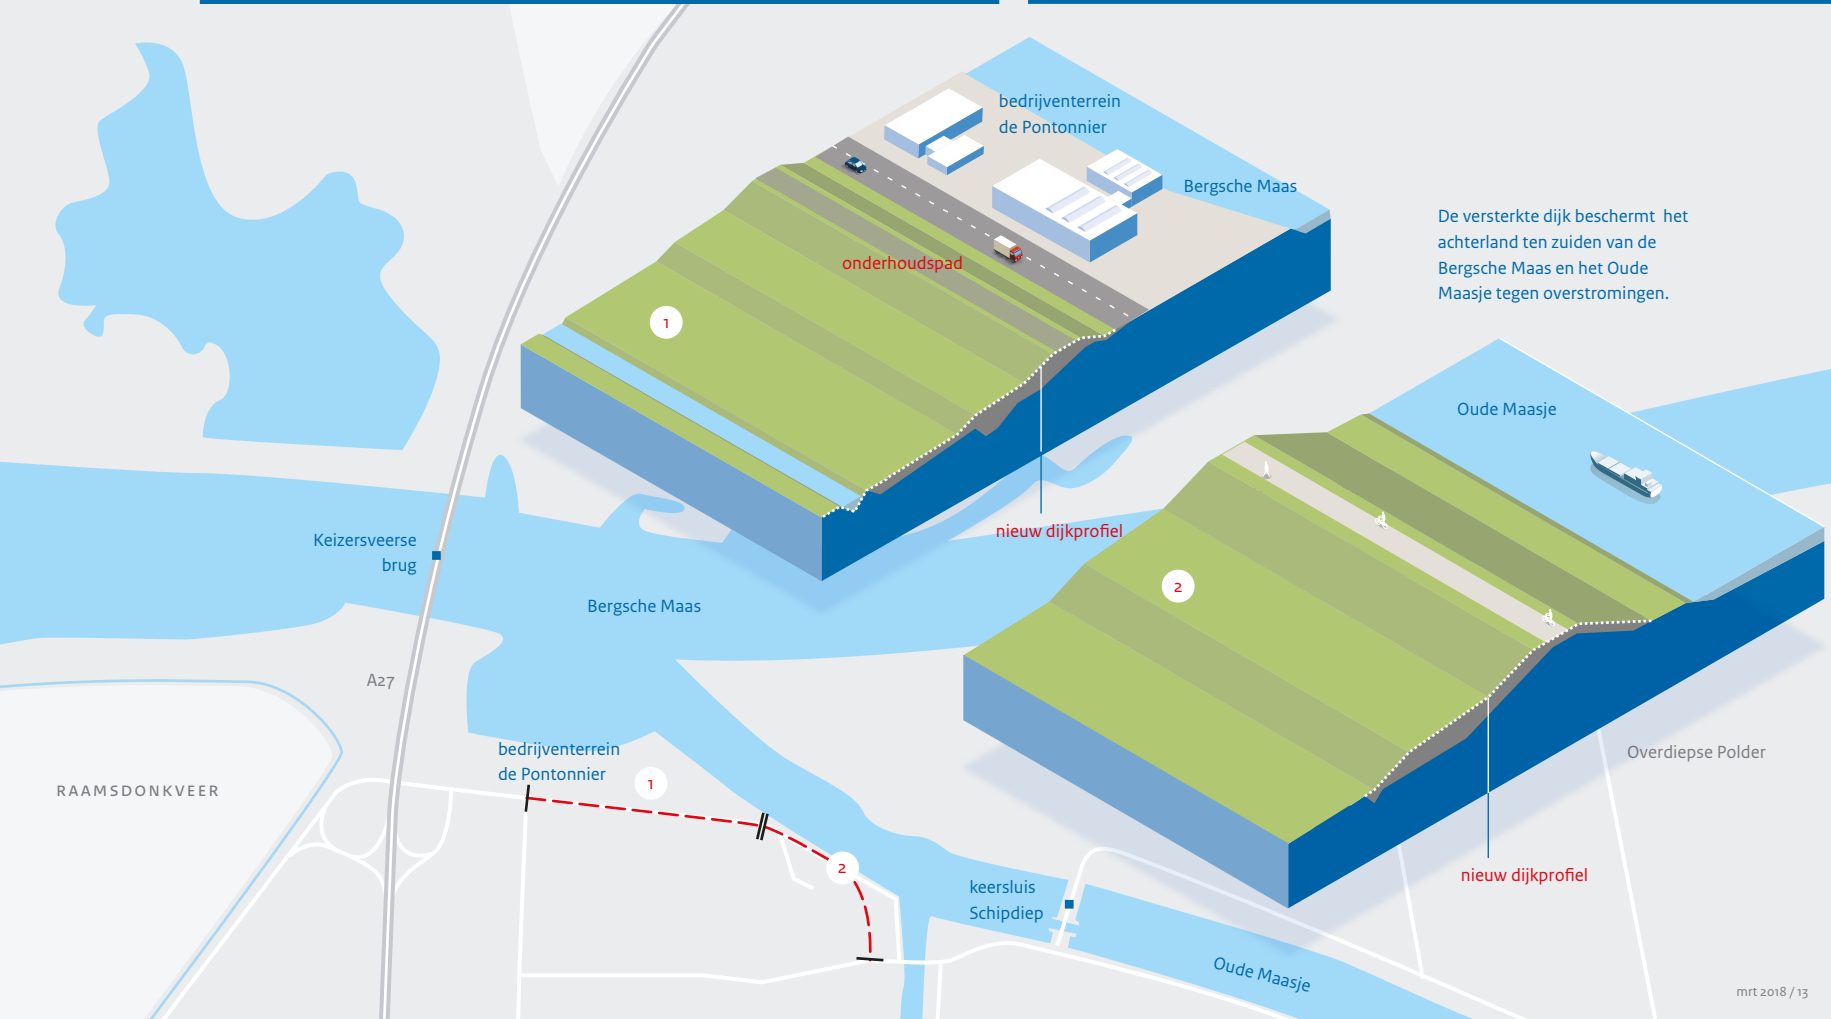 bedrijventerrein
de Pontonnier
Bergsche Maas
onderhoudspad
1
De versterkte dijk beschermt het
achterland ten zuiden van de
Bergsche Maas en het Oude
Maasje tegen overstromingen.
Oude Maasje
nieuw dijkprofiel
2
Keizersveerse
brug
Bergsche Maas
A27
bedrijventerrein
de Pontonnier
1
RAAMSDONKVEER
Overdiepse Polder
2
nieuw dijkprofiel
keersluis
Schipdiep
Oude Maasje
mrt 2018 / 13